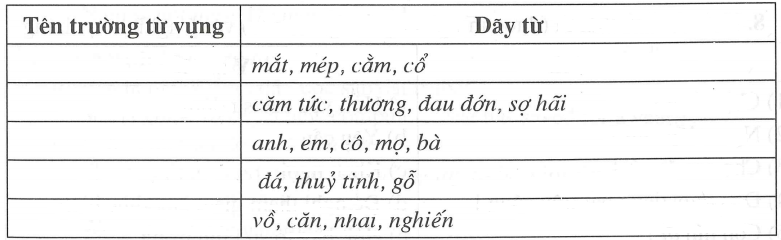 Tên trường từ vựng Dãy từ
mắt, mép, cằm, cổ
căm tức, thương, đau đớn, sợ hãi
anh, em, cô, mợ, bà
đá, thuỷ tinh, gỗ
vồ, căn, nhai, nghiến